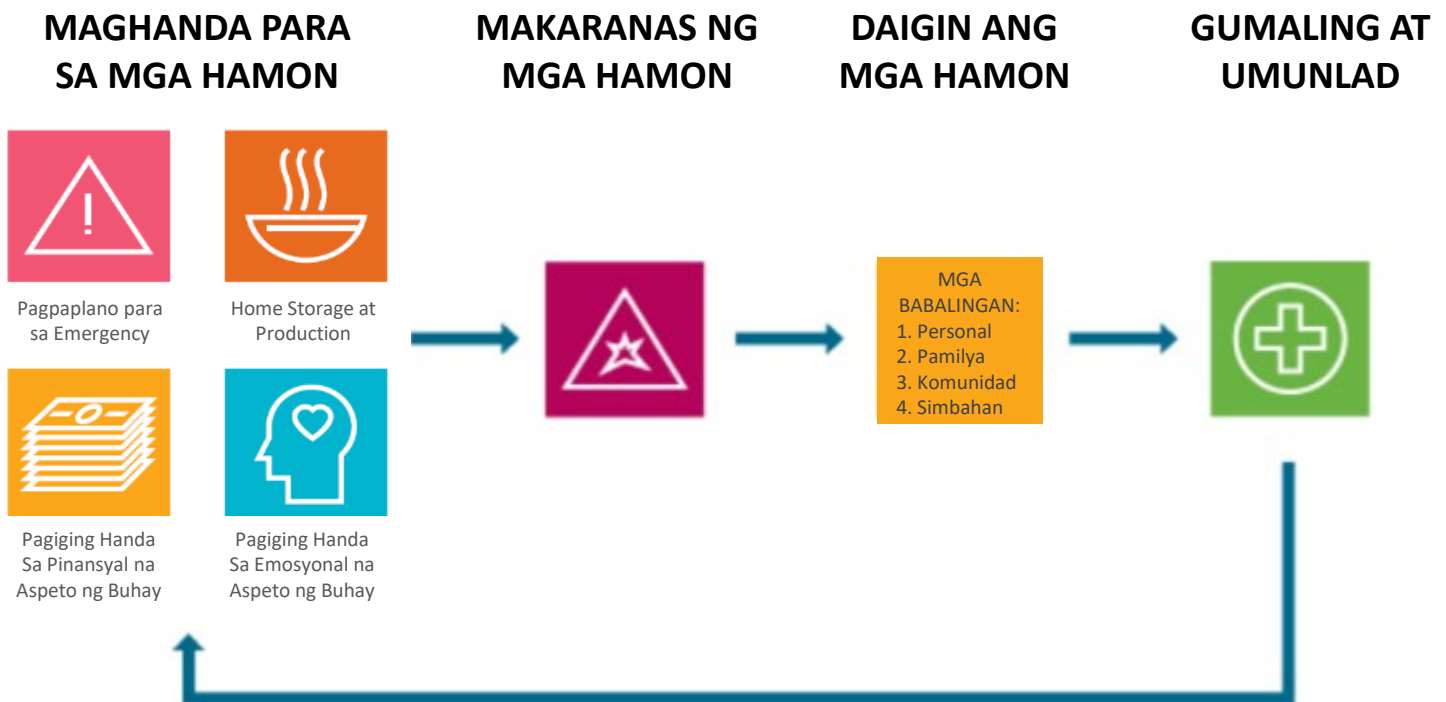 MAGHANDA PARA
SA MGA HAMON
MAKARANAS NG
MGA HAMON
DAIGIN ANG
MGA HAMON
GUMALING AT
UMUNLAD
!
Pagpaplano para
sa Emergency
Home Storage at
Production
Pagiging Handa
Sa Pinansyal na
Aspeto ng Buhay
Pagiging Handa
Sa Emosyonal na
Aspeto ng Buhay
MGA
BABALINGAN:
1. Personal
2. Pamilya
3. Komunidad
4. Simbahan